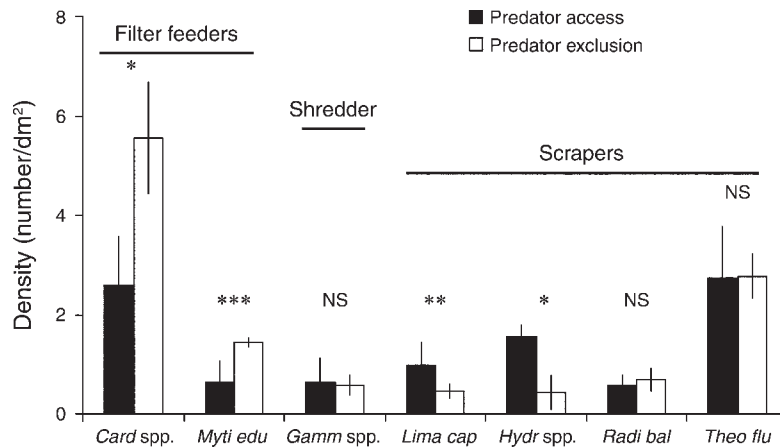 Predator access
Predator exclusion
Filter feeders
Shredder
Scrapers
*
***
NS
**
*
NS
NS
Density (number/dm²)
8
6
4
2
0
Card spp.
Myti edu
Gamm spp.
Lima cap
Hydr spp.
Radi bal
Theo flu